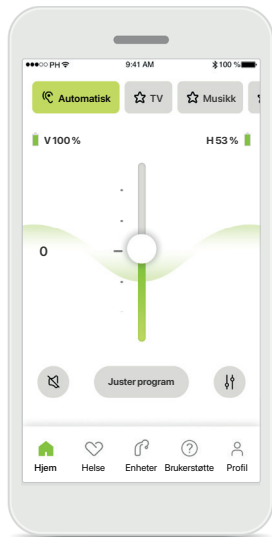 PH 9:41 AM 100 %
Automatisk TV Musikk
V 100 % H 53 %
0
Juster program
Hjem Helse Enheter Brukerstøtte Profil